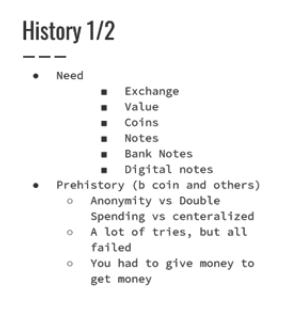 History 1/2
● Need
■ Exchange
■ Value
■ Coins
■ Notes
■ Bank Notes
■ Digital notes
● Prehistory (b coin and others)
○ Anonymity vs Double
Spending vs centeralized
○ A lot of tries, but all
failed
○ You had to give money to
get money